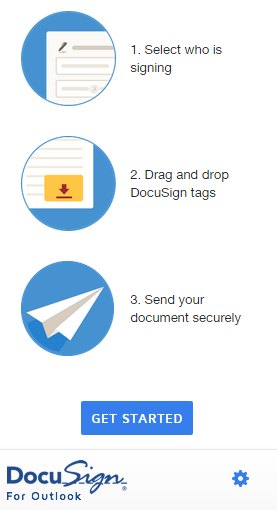 1. Select who is
signing
2. Drag and drop
DocuSign tags
3. Send your
document securely
GET STARTED
DocuSign®
For Outlook